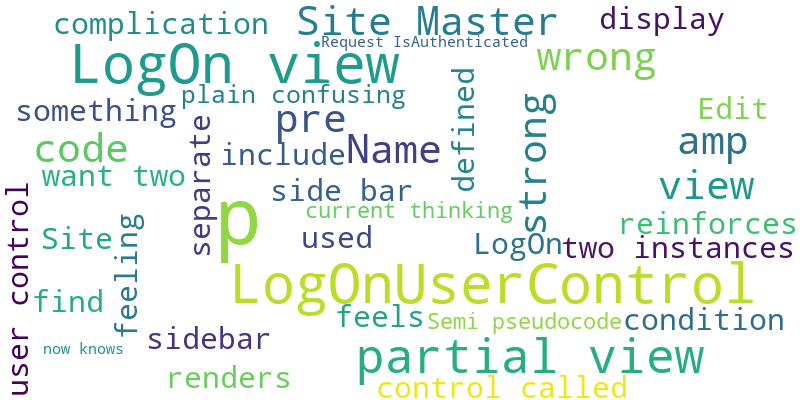 complication
Site Master
display
Request IsAuthenticated
LogOn view
wrong
plain confusing
something
pre
defined
strong
Edit
code
separate
include
Name
amp
want two
side bar
view
user control
feeling
p
current thinking
reinforces
Site
used
LogOn
two instances
LogOnUserControl
find
feels
Semi pseudocode
condition
sidebar
now knows
partial view
renders
control called